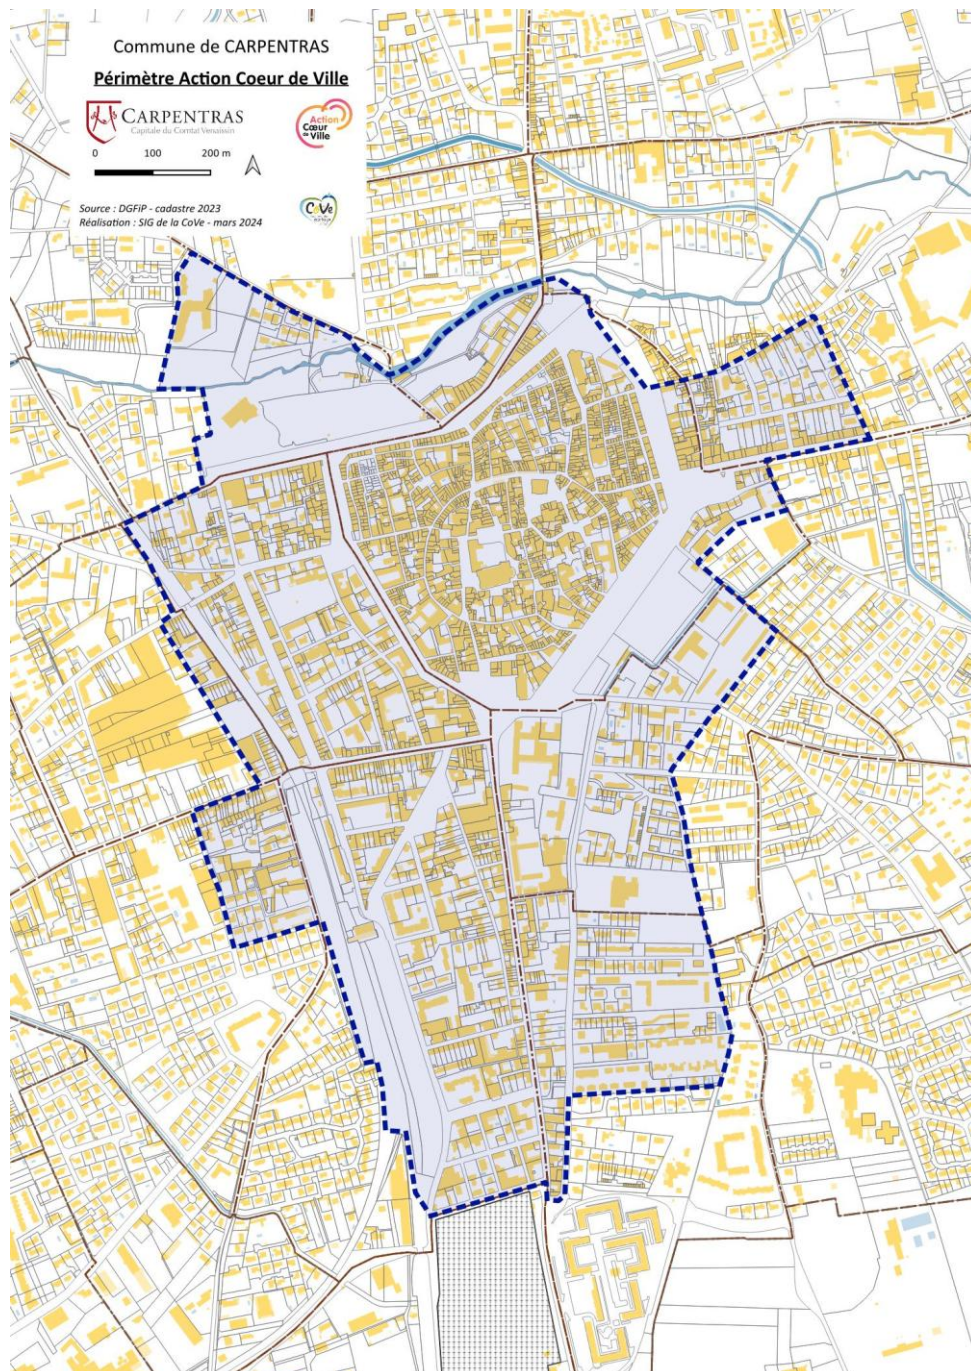 Commune de CARPENTRAS
Périmètre Action Coeur de Ville
CARPENTRAS
Capitale du Comtat Venaissin
Action
Cœur
de Ville
0 100 200 m
Source : DGFiP - cadastre 2023
Réalisation : SIG de la CoVe - mars 2024
CoVe